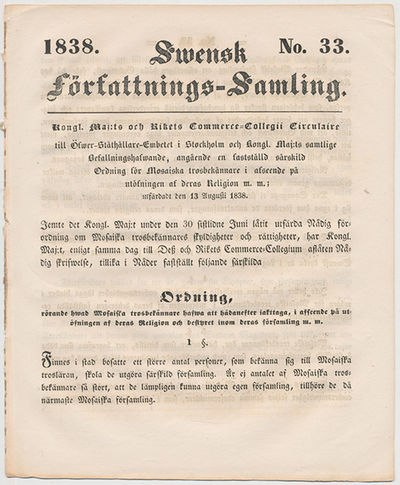 1838. Swensk No. 33.
Författnings-Samling.
Kongl. Maj:ts och Rikets Commerce-Collegii Circulaire
till Öfwer-Ståthållare-Embetet i Stockholm och Kongl. Maj:ts samtlige
Befallningshafwande, angående en fastställd särskild
Ordning för Mosaiska trosbekännare i afseende på
utöfningen af deras Religion m. m.;
utfärdadt den 13 Augusti 1838.
Jemte det Kongl. Maj:t under den 30 sistlidne Juni låtit utfärda Nådig för-
ordning om Mosaiska trosbekännares skyldigheter och rättigheter, har Kongl.
Maj:t, enligt samma dag till Dess och Rikets Commerce-Collegium aflåten Nå-
dig skrifwelse, tillika i Nåder fastställt följande särskilda
Ordning,
rörande hwad Mosaiska trosbekännare hafwa att hädanefter iakttaga, i afseende på ut-
öfningen af deras Religion och bestyret inom deras församling m. m.
1 §.
Finnes i stad bosatte ett större antal personer, som bekänna sig till Mosaiska
trosläran, skola de utgöra särskild församling. Är ej antalet af Mosaiska tros-
bekännare så stort, att de lämpligen kunna utgöra egen församling, tillhöre de då
närmaste Mosaiska församling.